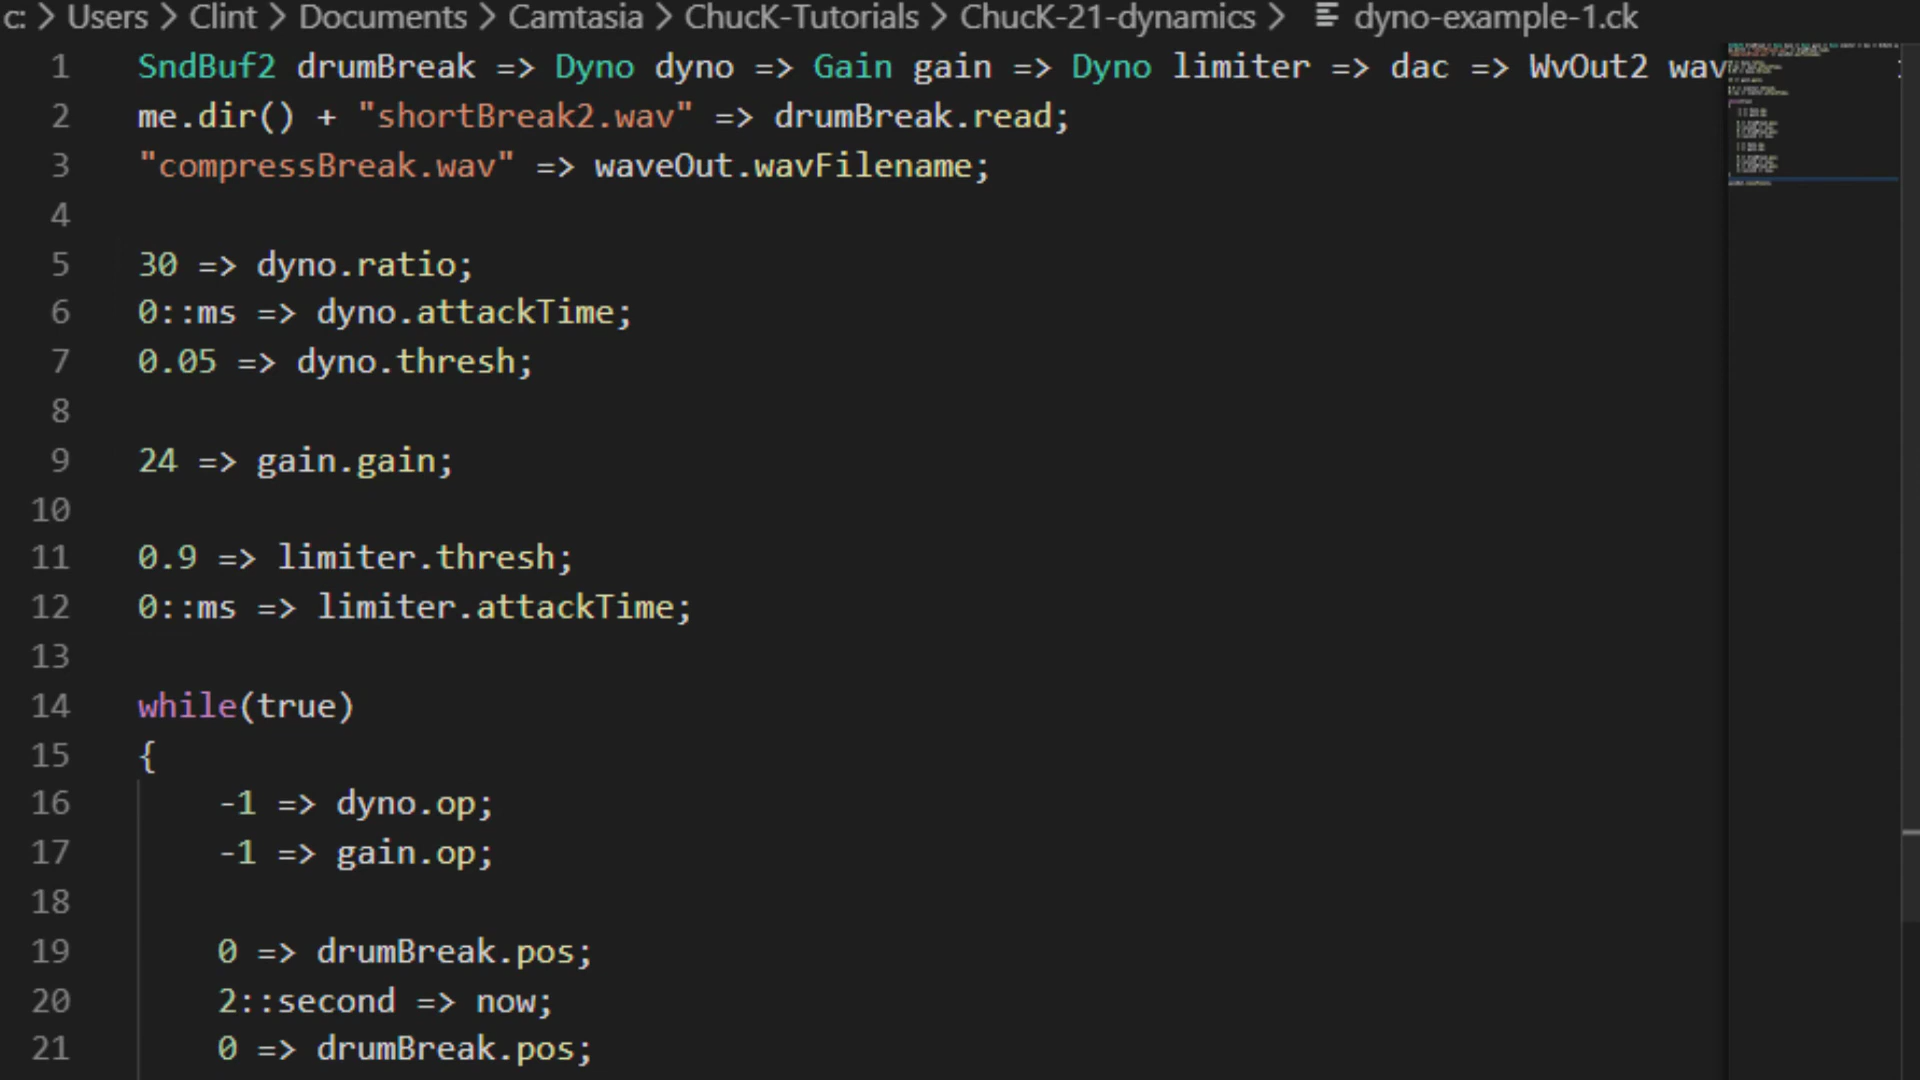 c: > Users > Clint > Documents > Camtasia > ChucK-Tutorials > ChucK-21-dynamics > dyno-example-1.ck
1 SndBuf2 drumBreak => Dyno dyno => Gain gain => Dyno limiter => dac => WvOut2 wav
2 me.dir() + "shortBreak2.wav" => drumBreak.read;
3 "compressBreak.wav" => waveOut.wavFilename;
4
5 30 => dyno.ratio;
6 0::ms => dyno.attackTime;
7 0.05 => dyno.thresh;
8
9 24 => gain.gain;
10
11 0.9 => limiter.thresh;
12 0::ms => limiter.attackTime;
13
14 while(true)
15 {
16 -1 => dyno.op;
17 -1 => gain.op;
18
19 0 => drumBreak.pos;
20 2::second => now;
21 0 => drumBreak.pos;